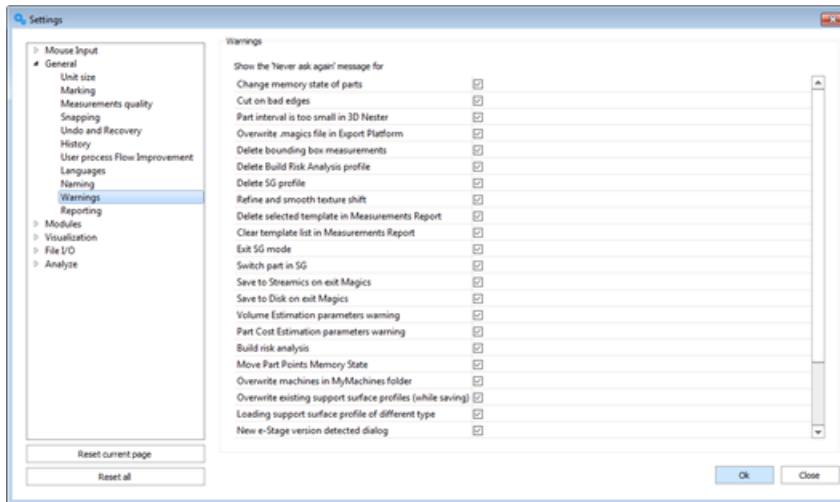 Settings
Mouse Input
General
Unit size
Marking
Measurements quality
Snapping
Undo and Recovery
History
User process Flow Improvement
Languages
Naming
Warnings
Reporting
Modules
Visualization
File I/O
Analyze
Reset current page
Reset all
Warnings
Show the 'Never ask again' message for
Change memory state of parts
Cut on bad edges
Part interval is too small in 3D Nester
Overwrite .magics file in Export Platform
Delete bounding box measurements
Delete Build Risk Analysis profile
Delete SG profile
Refine and smooth texture shift
Delete selected template in Measurements Report
Clear template list in Measurements Report
Exit SG mode
Switch part in SG
Save to Streamics on exit Magics
Save to Disk on exit Magics
Volume Estimation parameters warning
Part Cost Estimation parameters warning
Build risk analysis
Move Part Points Memory State
Overwrite machines in MyMachines folder
Overwrite existing support surface profiles (while saving)
Loading support surface profile of different type
New e-Stage version detected dialog
Ok
Close